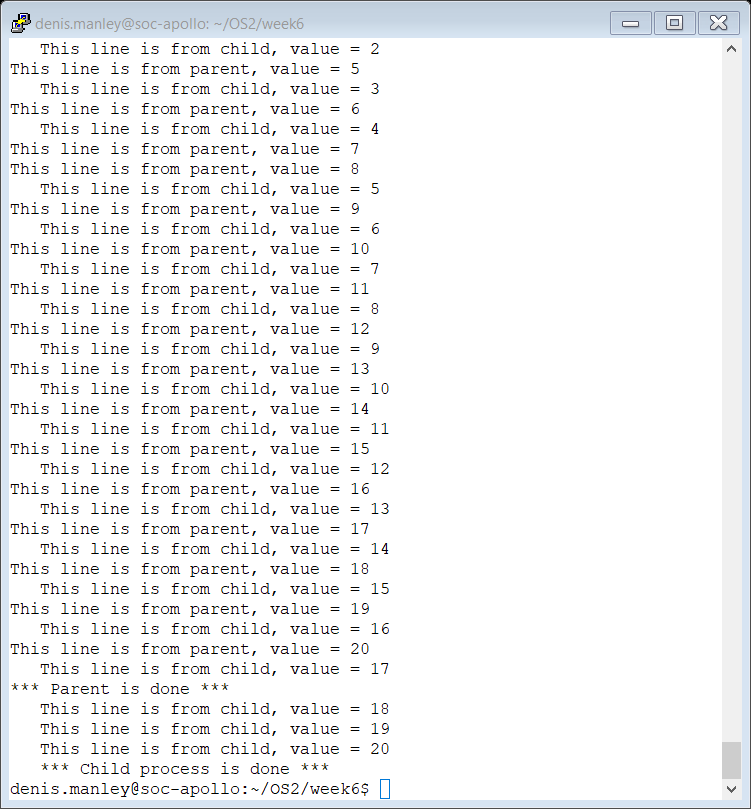 denis.manley@soc-apollo: ~/OS2/week6
   This line is from child, value = 2
This line is from parent, value = 5
   This line is from child, value = 3
This line is from parent, value = 6
   This line is from child, value = 4
This line is from parent, value = 7
This line is from parent, value = 8
   This line is from child, value = 5
This line is from parent, value = 9
   This line is from child, value = 6
This line is from parent, value = 10
   This line is from child, value = 7
This line is from parent, value = 11
   This line is from child, value = 8
This line is from parent, value = 12
   This line is from child, value = 9
This line is from parent, value = 13
   This line is from child, value = 10
This line is from parent, value = 14
   This line is from child, value = 11
This line is from parent, value = 15
   This line is from child, value = 12
This line is from parent, value = 16
   This line is from child, value = 13
This line is from parent, value = 17
   This line is from child, value = 14
This line is from parent, value = 18
   This line is from child, value = 15
This line is from parent, value = 19
   This line is from child, value = 16
This line is from parent, value = 20
   This line is from child, value = 17
*** Parent is done ***
   This line is from child, value = 18
   This line is from child, value = 19
   This line is from child, value = 20
   *** Child process is done ***
denis.manley@soc-apollo:~/OS2/week6$